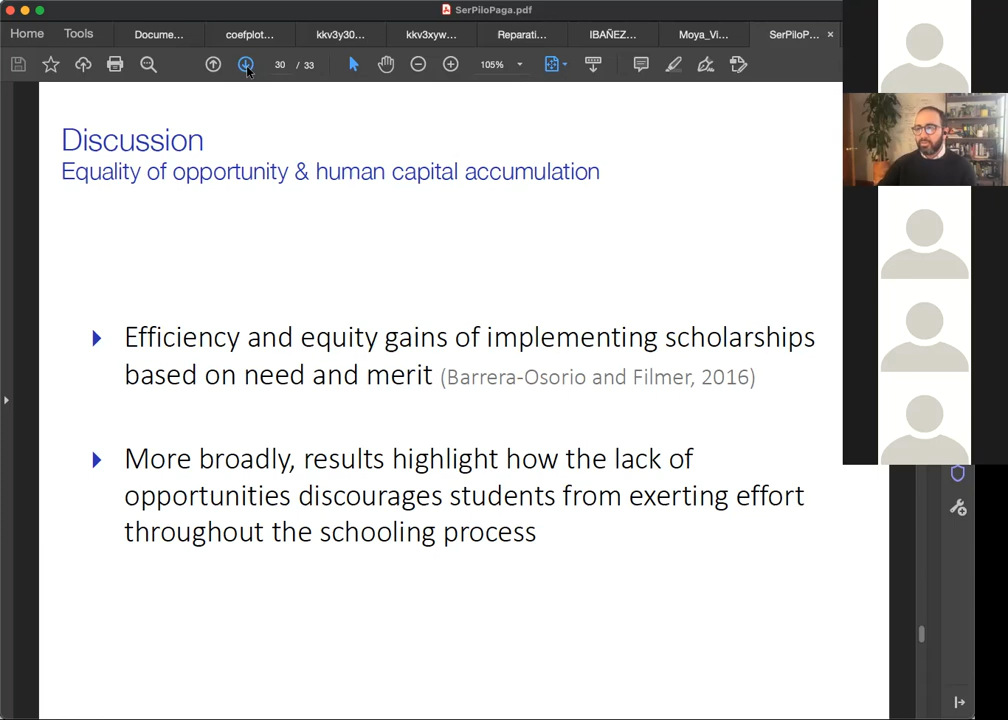 SerPiloPaga.pdf
Home Tools Docume... coefplot... kkv3y30... kkv3xyw... Reparati... IBAÑEZ... Moya_Vi... SerPiloP... ×
30 / 33 105%
Discussion
Equality of opportunity & human capital accumulation
Efficiency and equity gains of implementing scholarships
based on need and merit (Barrera-Osorio and Filmer, 2016)
More broadly, results highlight how the lack of
opportunities discourages students from exerting effort
throughout the schooling process